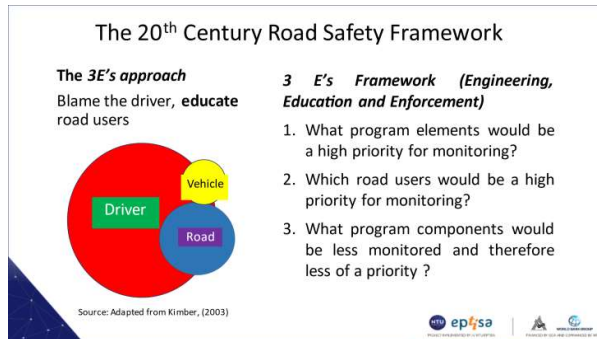 The 20th Century Road Safety Framework
The 3E's approach
Blame the driver, educate
road users
Vehicle
Driver
Road
Source: Adapted from Kimber, (2003)
3 E's Framework (Engineering,
Education and Enforcement)
1. What program elements would be
a high priority for monitoring?
2. Which road users would be a high
priority for monitoring?
3. What program components would
be less monitored and therefore
less of a priority ?
NTU
eptisa